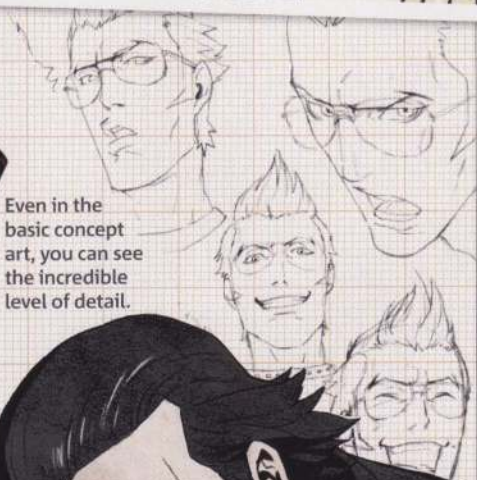 Even in the
basic concept
art, you can see
the incredible
level of detail.